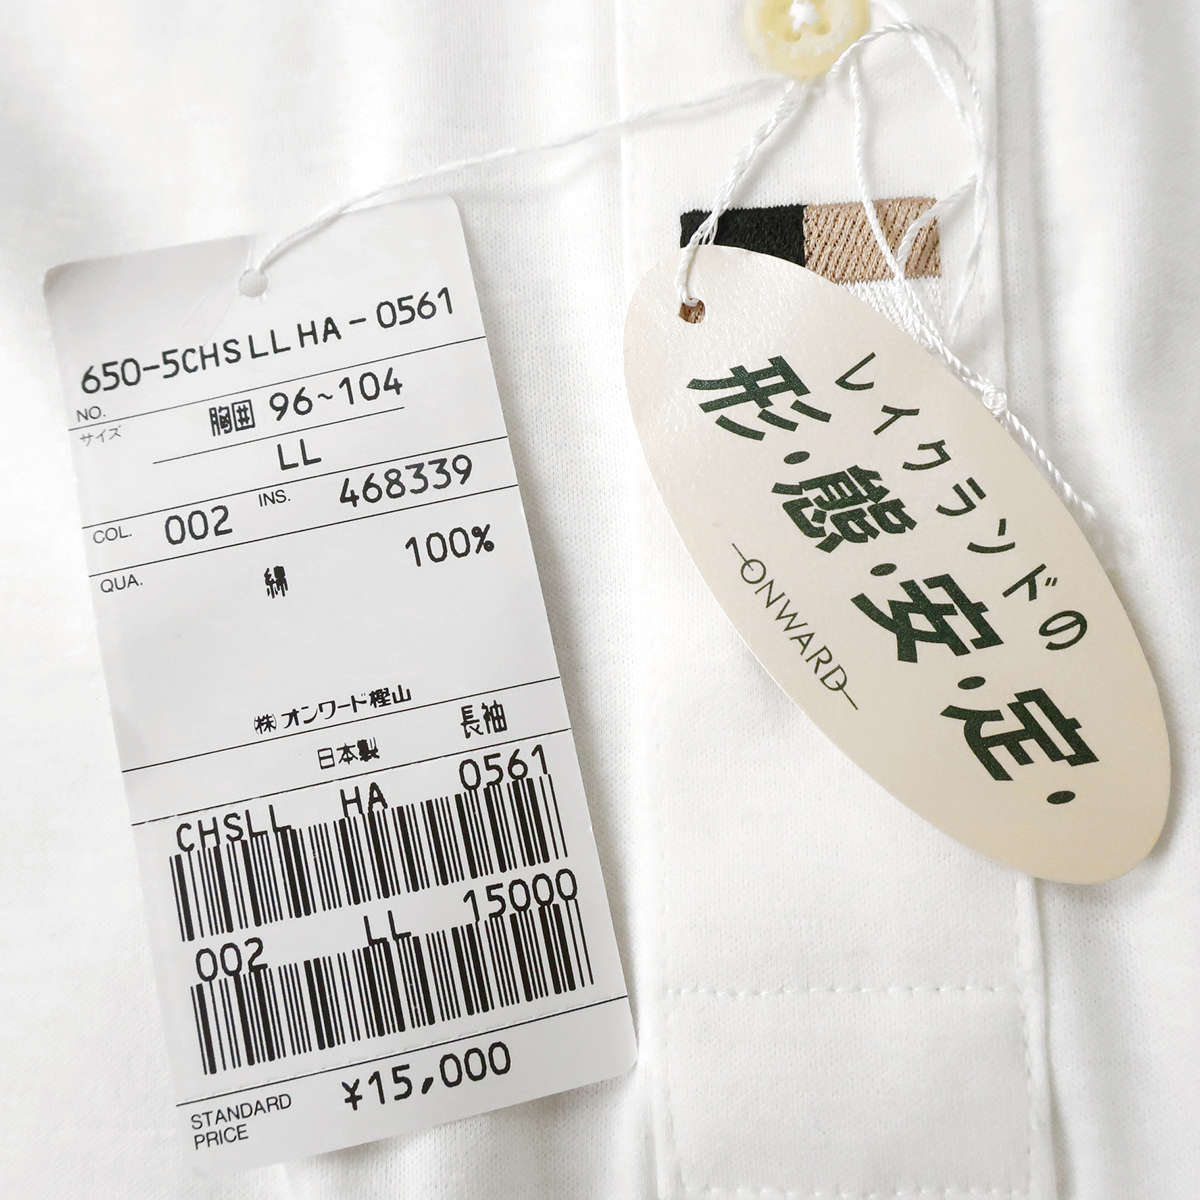 650-5CHSLLHA-0561
NO.
サイズ
胸囲 96~104
LL
COL. 002 INS. 468339
QUA. 綿 100%
㈱オンワード樫山
日本製 長袖
CHSLL HA 0561
002 LL 15000
STANDARD PRICE ¥15,000
レイクランドの
形・態・安・定・
ONWARD